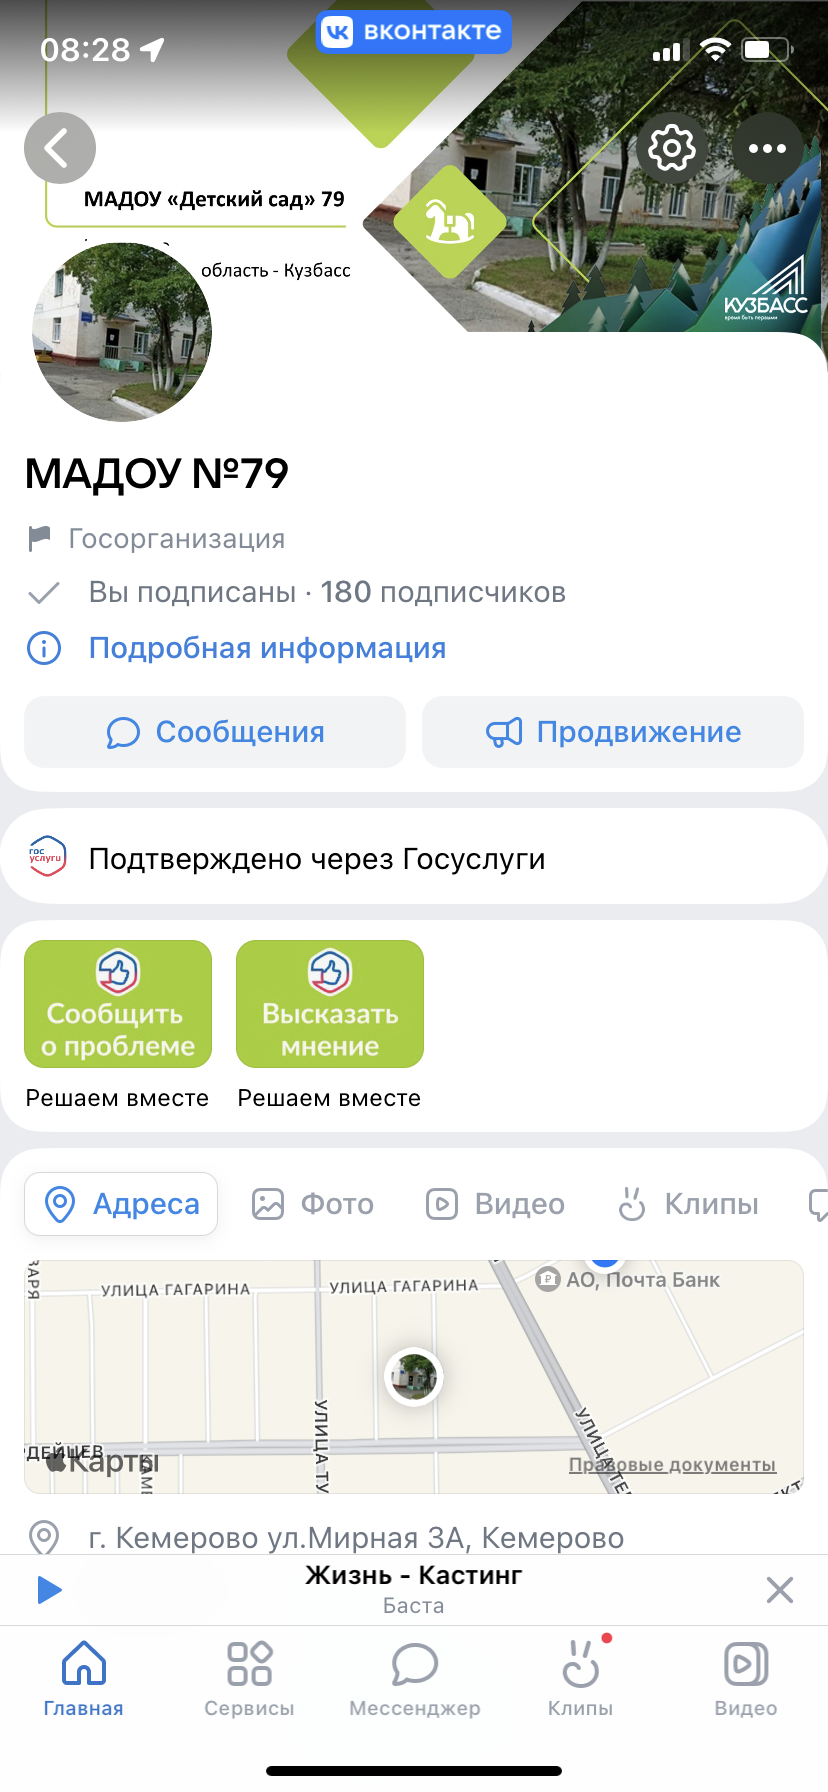 08:28
вконтакте
МАДОУ «Детский сад» 79
область - Кузбасс
КУЗБАСС
время быть первыми
МАДОУ №79
Госорганизация
Вы подписаны · 180 подписчиков
Подробная информация
Сообщения
Продвижение
гос
услуги
Подтверждено через Госуслуги
Сообщить
о проблеме
Высказать
мнение
Решаем вместе
Решаем вместе
Адреса
Фото
Видео
Клипы
УЛИЦА ГАГАРИНА
УЛИЦА ГАГАРИНА
АО, Почта Банк
УЛИЦА ТУ
УЛИЦА ТЕ
Карты
Правовые документы
г. Кемерово ул.Мирная 3А, Кемерово
Жизнь - Кастинг
Баста
Главная
Сервисы
Мессенджер
Клипы
Видео